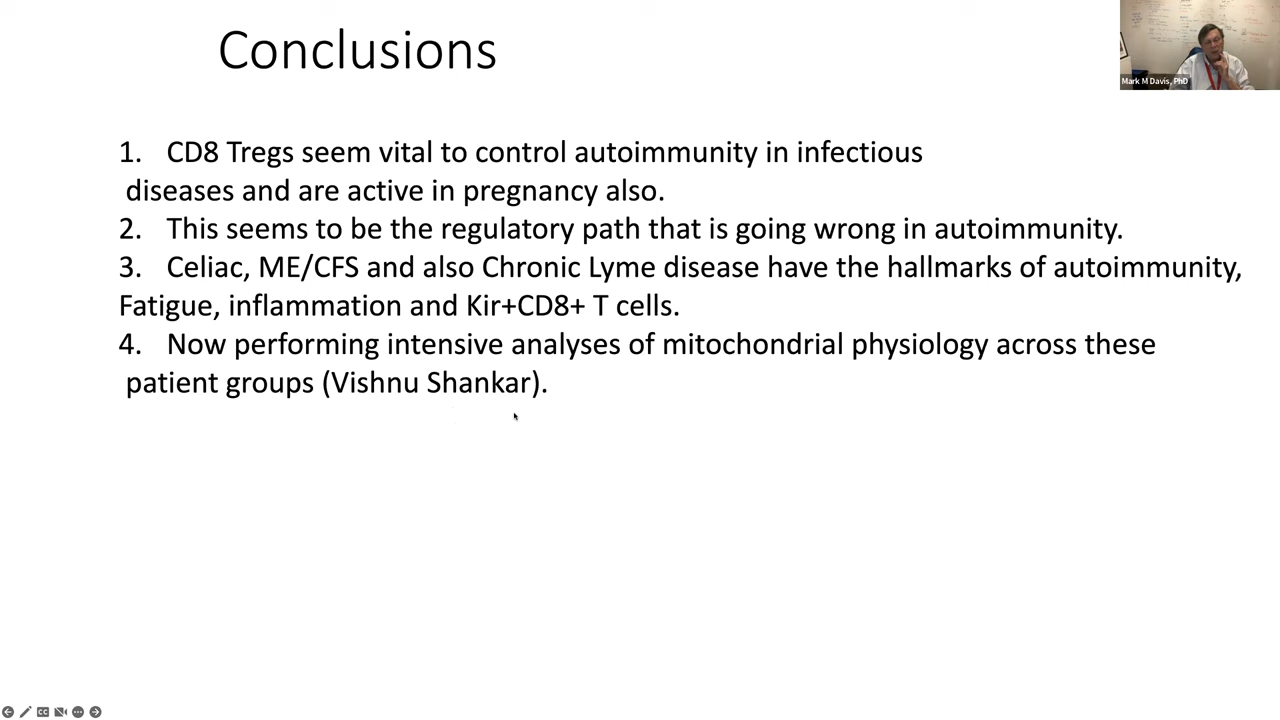 Conclusions
Mark M Davis, PhD
1. CD8 Tregs seem vital to control autoimmunity in infectious
diseases and are active in pregnancy also.
2. This seems to be the regulatory path that is going wrong in autoimmunity.
3. Celiac, ME/CFS and also Chronic Lyme disease have the hallmarks of autoimmunity,
Fatigue, inflammation and Kir+CD8+ T cells.
4. Now performing intensive analyses of mitochondrial physiology across these
patient groups (Vishnu Shankar).
CC